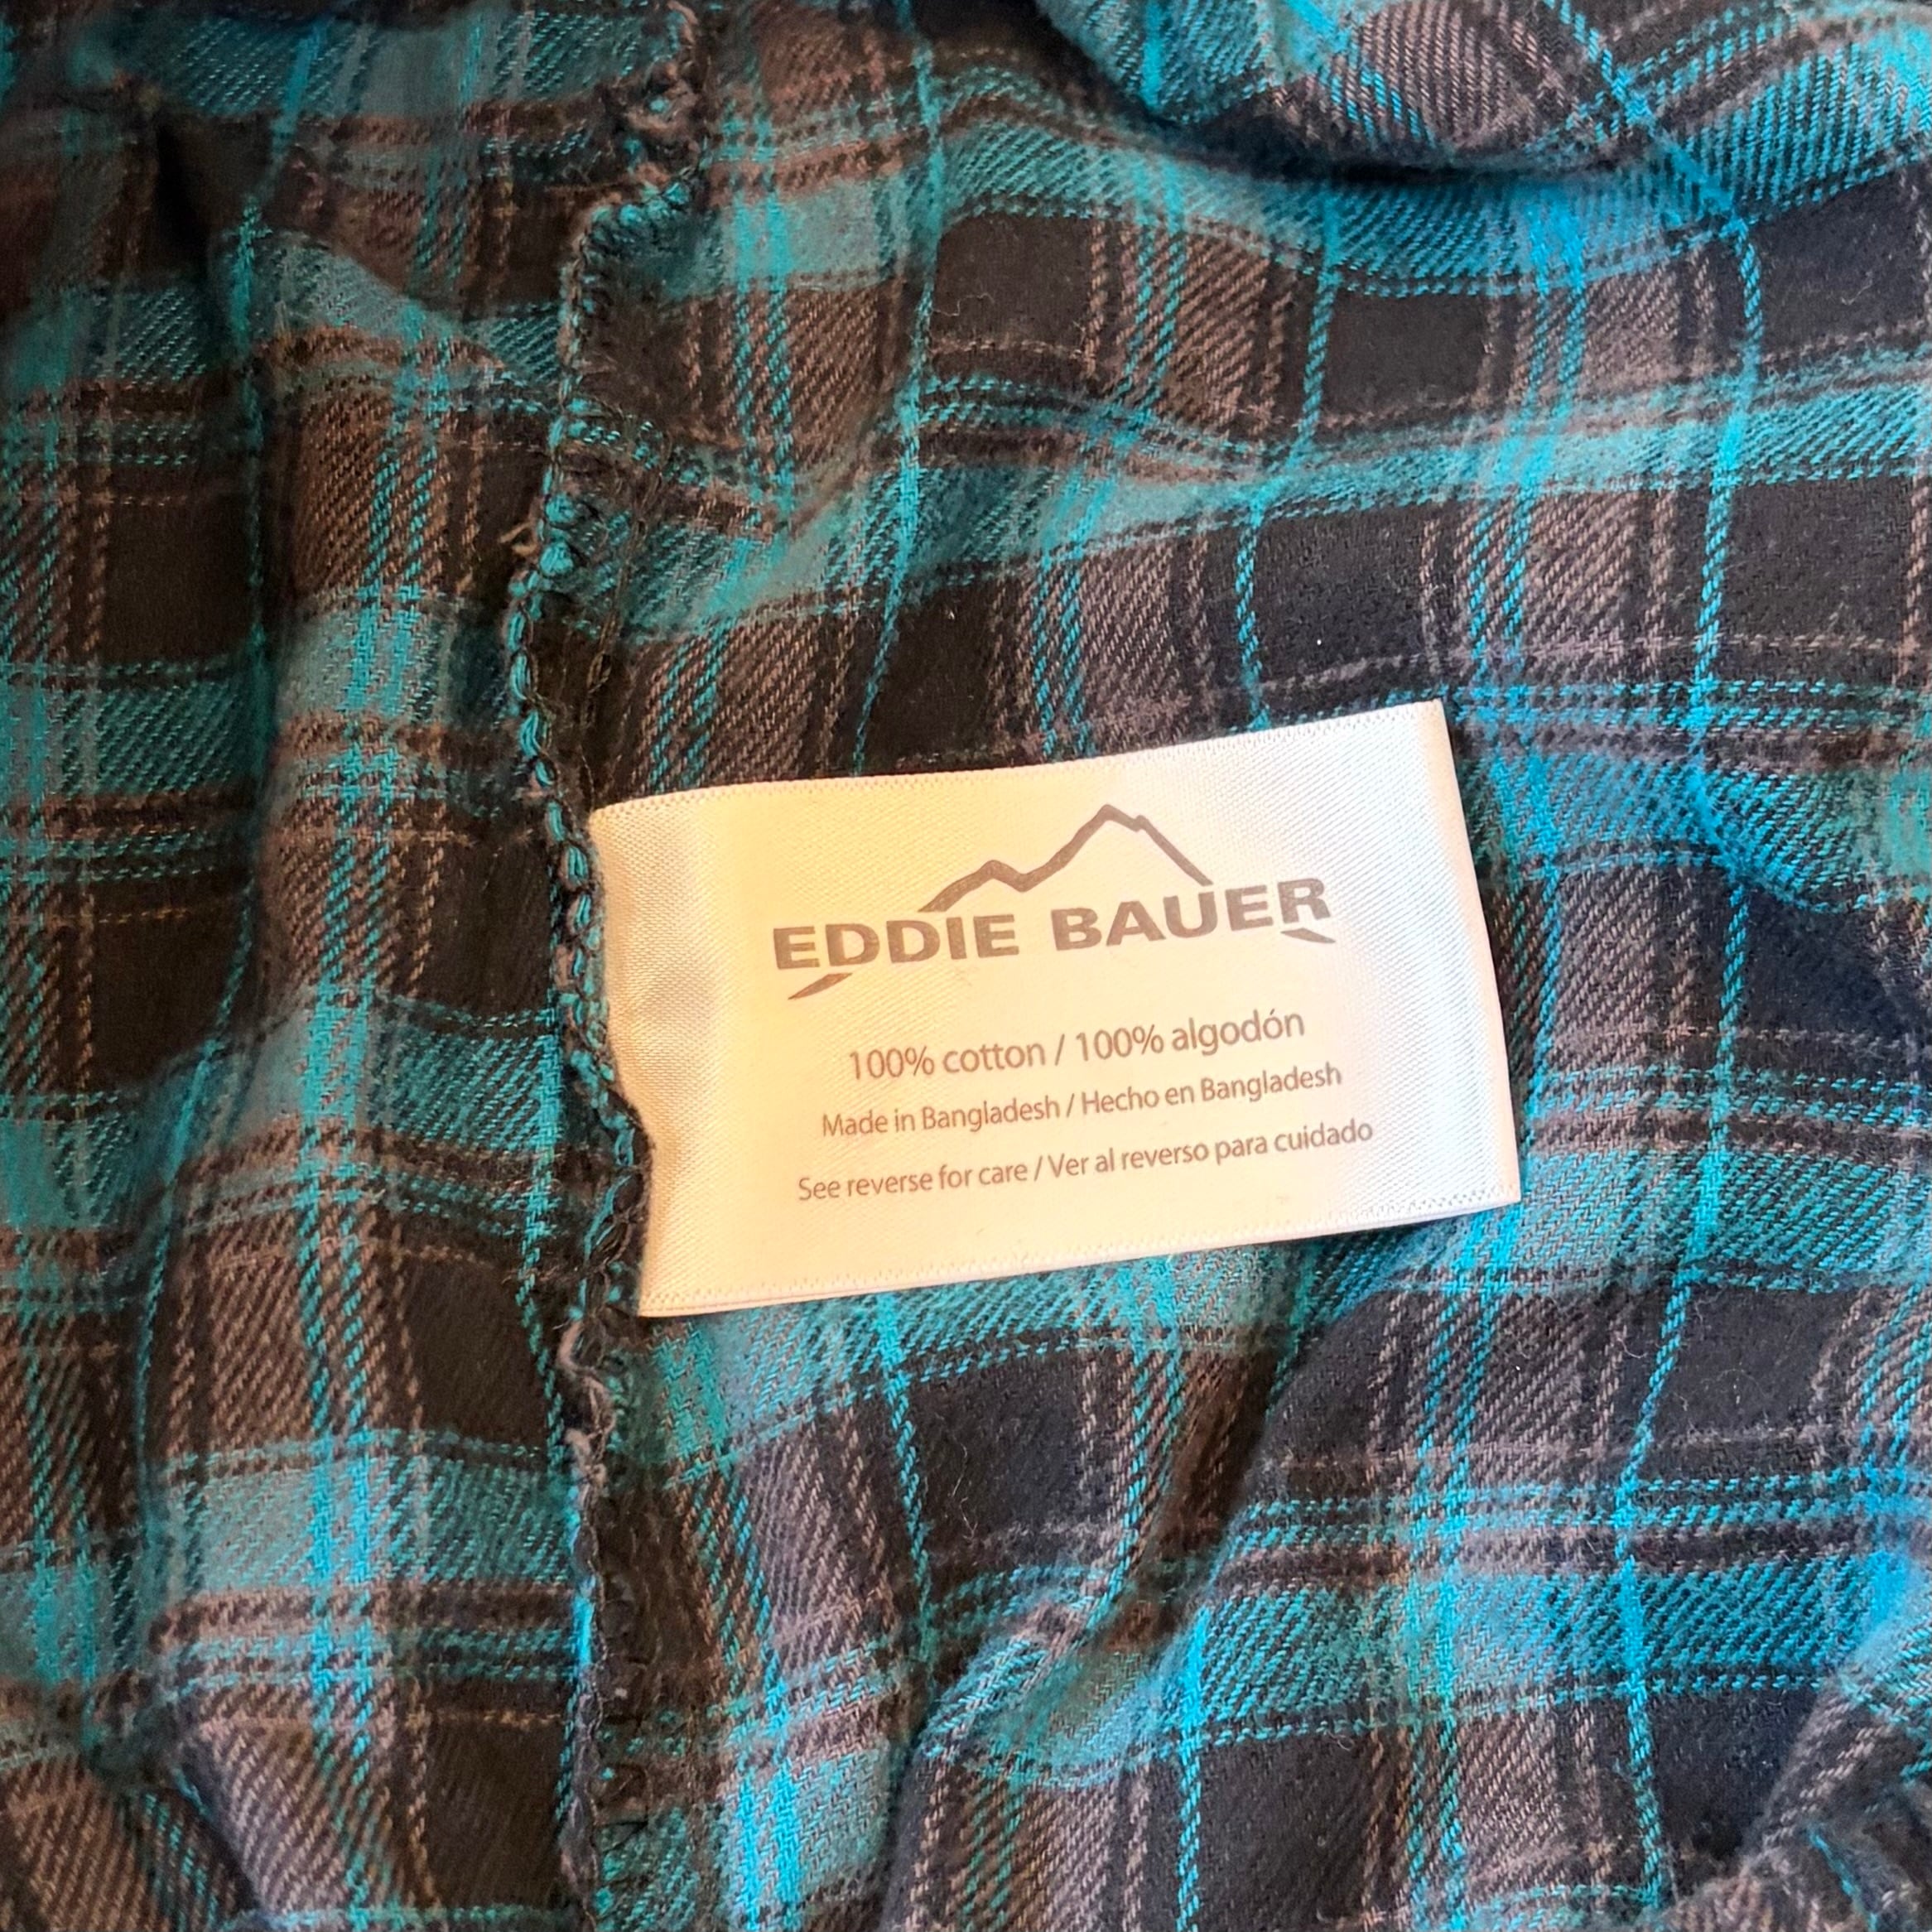 EDDIE BAUER
100% cotton / 100% algodón
Made in Bangladesh / Hecho en Bangladesh
See reverse for care / Ver al reverso para cuidado